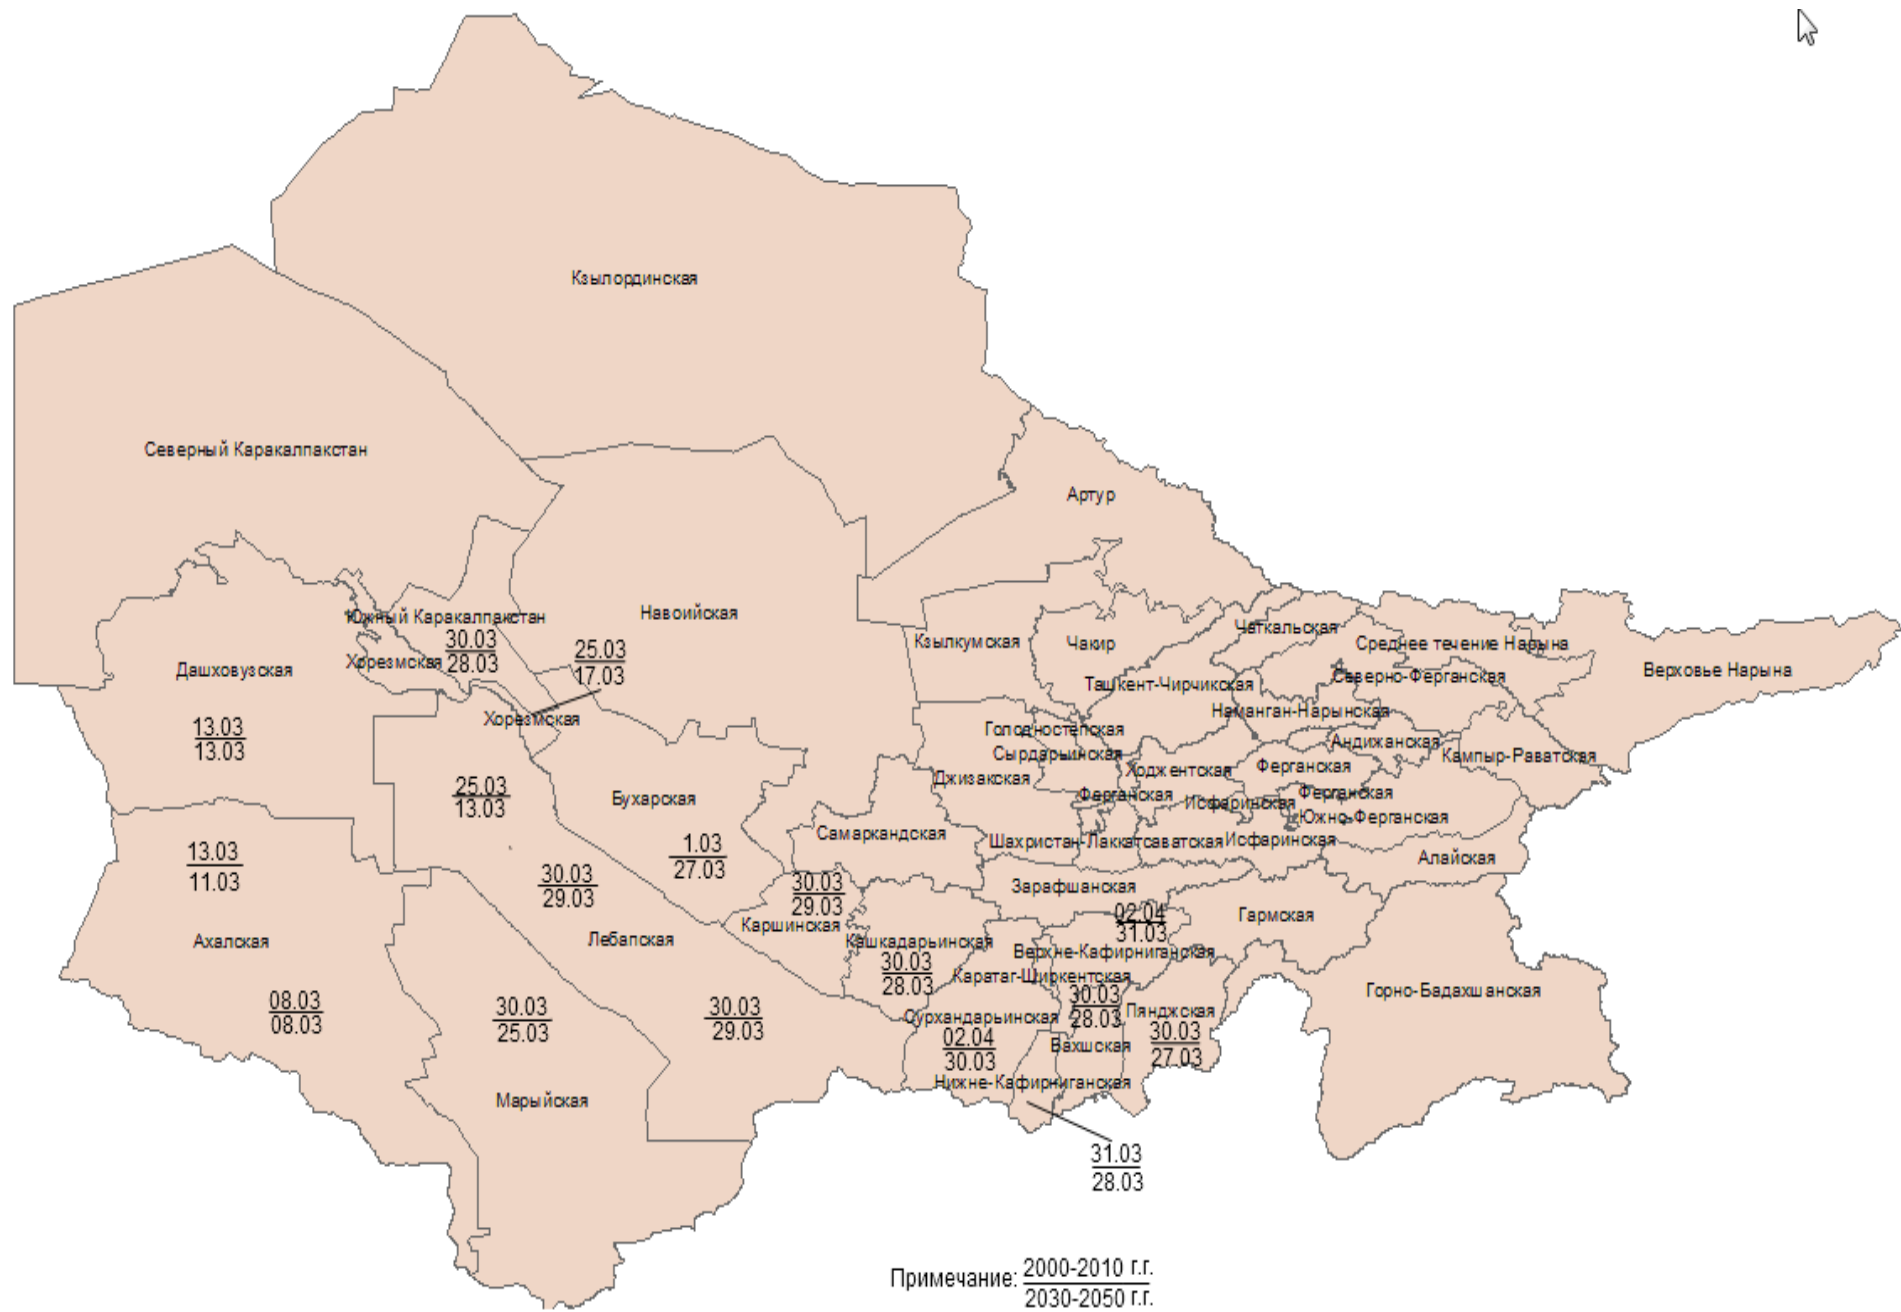 Кзылординская
Северный Каракалпакстан
Артур
Навоийская
Южный Каракалпакстан
30.03
28.03
Хорезмская
25.03
17.03
Хорезмская
Дашховузская
13.03
13.03
Кзылкумская
Чакир
Чаткальская
Среднее течение Нарына
Верховье Нарына
Ташкент-Чирчикская
Северно-Ферганская
Наманган-Нарынская
Голодностепская
Сырдарьинская
Джизакская
Ходжентская
Ферганская
Андижанская
Кампыр-Раватская
Ферганская
Исфаринская
Ферганская
Южно-Ферганская
Шахристан-Лаккатсаватская
Исфаринская
Алайская
25.03
13.03
Бухарская
1.03
27.03
Самаркандская
13.03
11.03
Ахалская
08.03
08.03
30.03
29.03
Лебапская
30.03
29.03
30.03
29.03
Каршинская
Кашкадарьинская
30.03
28.03
Зарафшанская
02.04
31.03
Гармская
Верхне-Кафирниганская
Каратаг-Ширкентская
30.03
28.03
Пянджская
30.03
27.03
Горно-Бадахшанская
Сурхандарьинская
02.04
30.03
Вахшская
Нижне-Кафирниганская
31.03
28.03
30.03
25.03
Марыйская
Примечание: 2000-2010 г.г.
2030-2050 г.г.